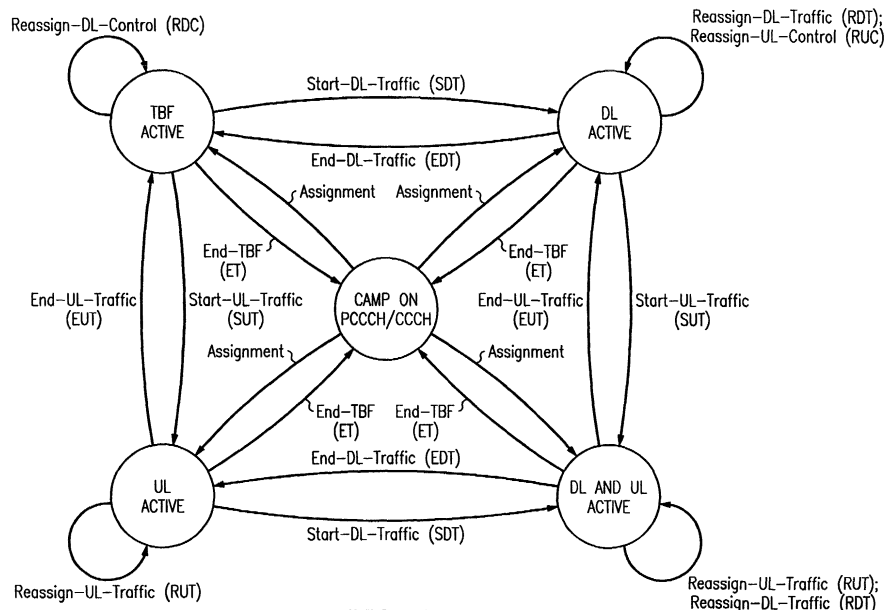 Reassign-DL-Control (RDC)
Reassign-DL-Traffic (RDT);
Reassign-UL-Control (RUC)
Start-DL-Traffic (SDT)
TBF
ACTIVE
DL
ACTIVE
End-DL-Traffic (EDT)
Assignment
Assignment
End-TBF
(ET)
End-TBF
(ET)
End-UL-Traffic
(EUT)
Start-UL-Traffic
(SUT)
CAMP ON
PCCCH/CCCH
End-UL-Traffic
(EUT)
Start-UL-Traffic
(SUT)
Assignment
Assignment
End-TBF
(ET)
End-TBF
(ET)
End-DL-Traffic (EDT)
UL
ACTIVE
DL AND UL
ACTIVE
Start-DL-Traffic (SDT)
Reassign-UL-Traffic (RUT)
Reassign-UL-Traffic (RUT);
Reassign-DL-Traffic (RDT)